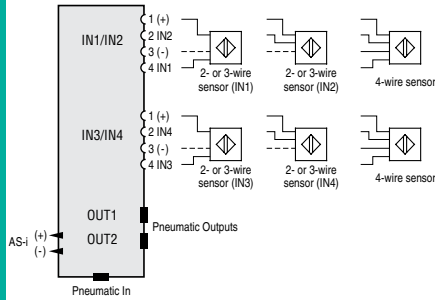 IN1/IN2
1 (+)
2 IN2
3 (-)
4 IN1
2- or 3-wire
sensor (IN1)
2- or 3-wire
sensor (IN2)
4-wire sensor
IN3/IN4
1 (+)
2 IN4
3 (-)
4 IN3
2- or 3-wire
sensor (IN3)
2- or 3-wire
sensor (IN4)
4-wire sensor
OUT1
OUT2
Pneumatic Outputs
AS-i
(+)
(-)
Pneumatic In